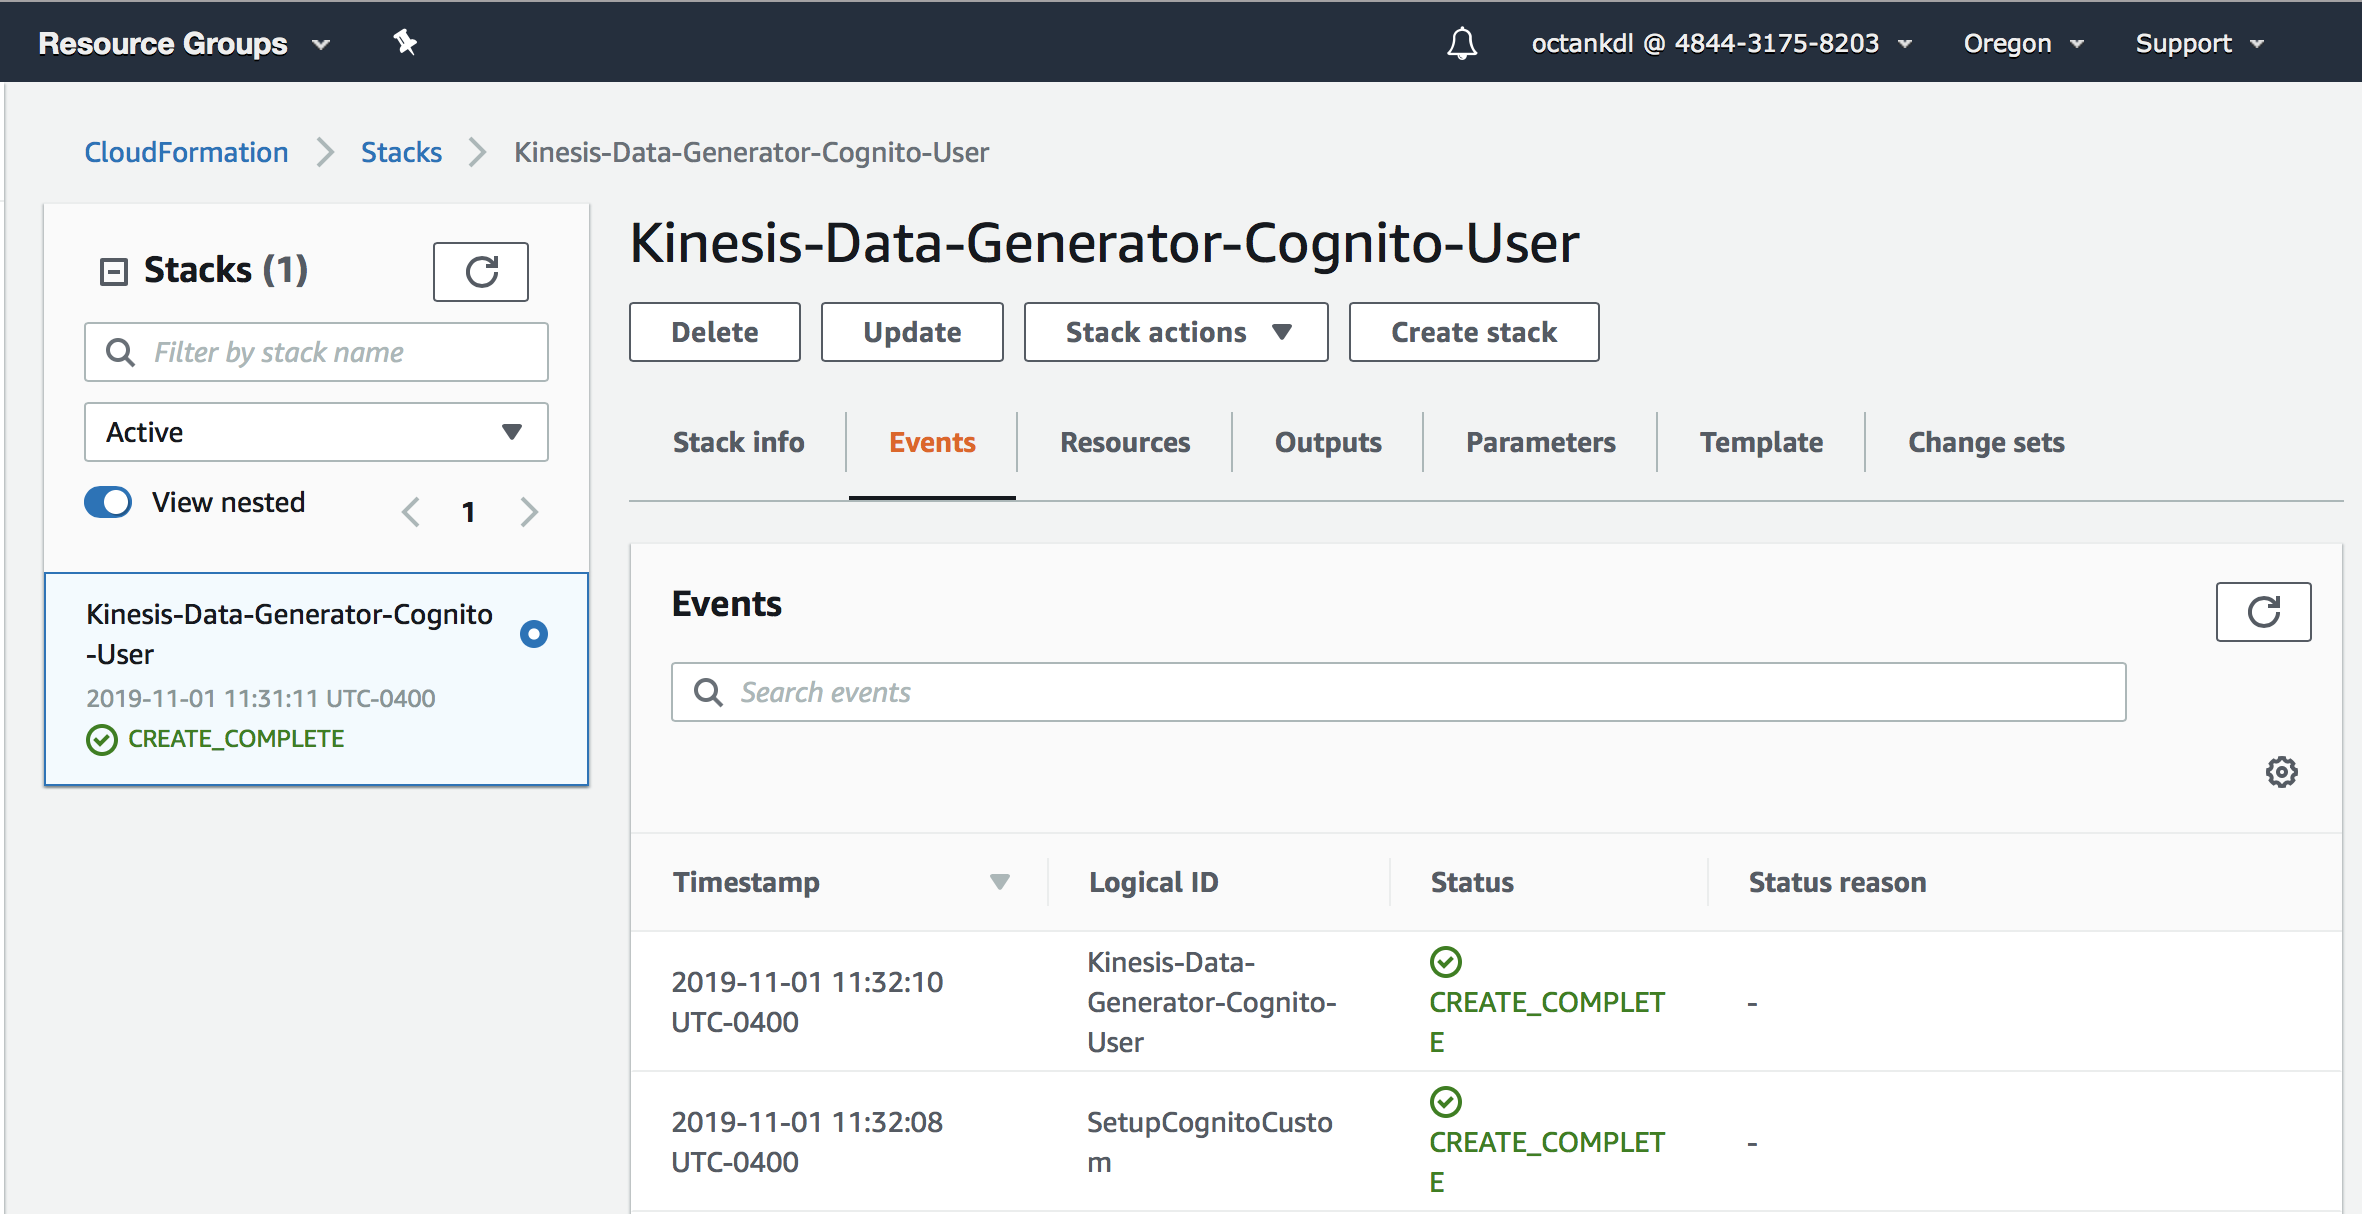 Resource Groups
octankdl @ 4844-3175-8203
Oregon
Support
CloudFormation
Stacks
Kinesis-Data-Generator-Cognito-User
Stacks (1)
Filter by stack name
Active
View nested
1
Kinesis-Data-Generator-Cognito
-User
2019-11-01 11:31:11 UTC-0400
CREATE_COMPLETE
Kinesis-Data-Generator-Cognito-User
Delete
Update
Stack actions
Create stack
Stack info
Events
Resources
Outputs
Parameters
Template
Change sets
Events
Search events
Timestamp
Logical ID
Status
Status reason
2019-11-01 11:32:10
UTC-0400
Kinesis-Data-
Generator-Cognito-
User
CREATE_COMPLET
E
-
2019-11-01 11:32:08
UTC-0400
SetupCognitoCusto
m
CREATE_COMPLET
E
-